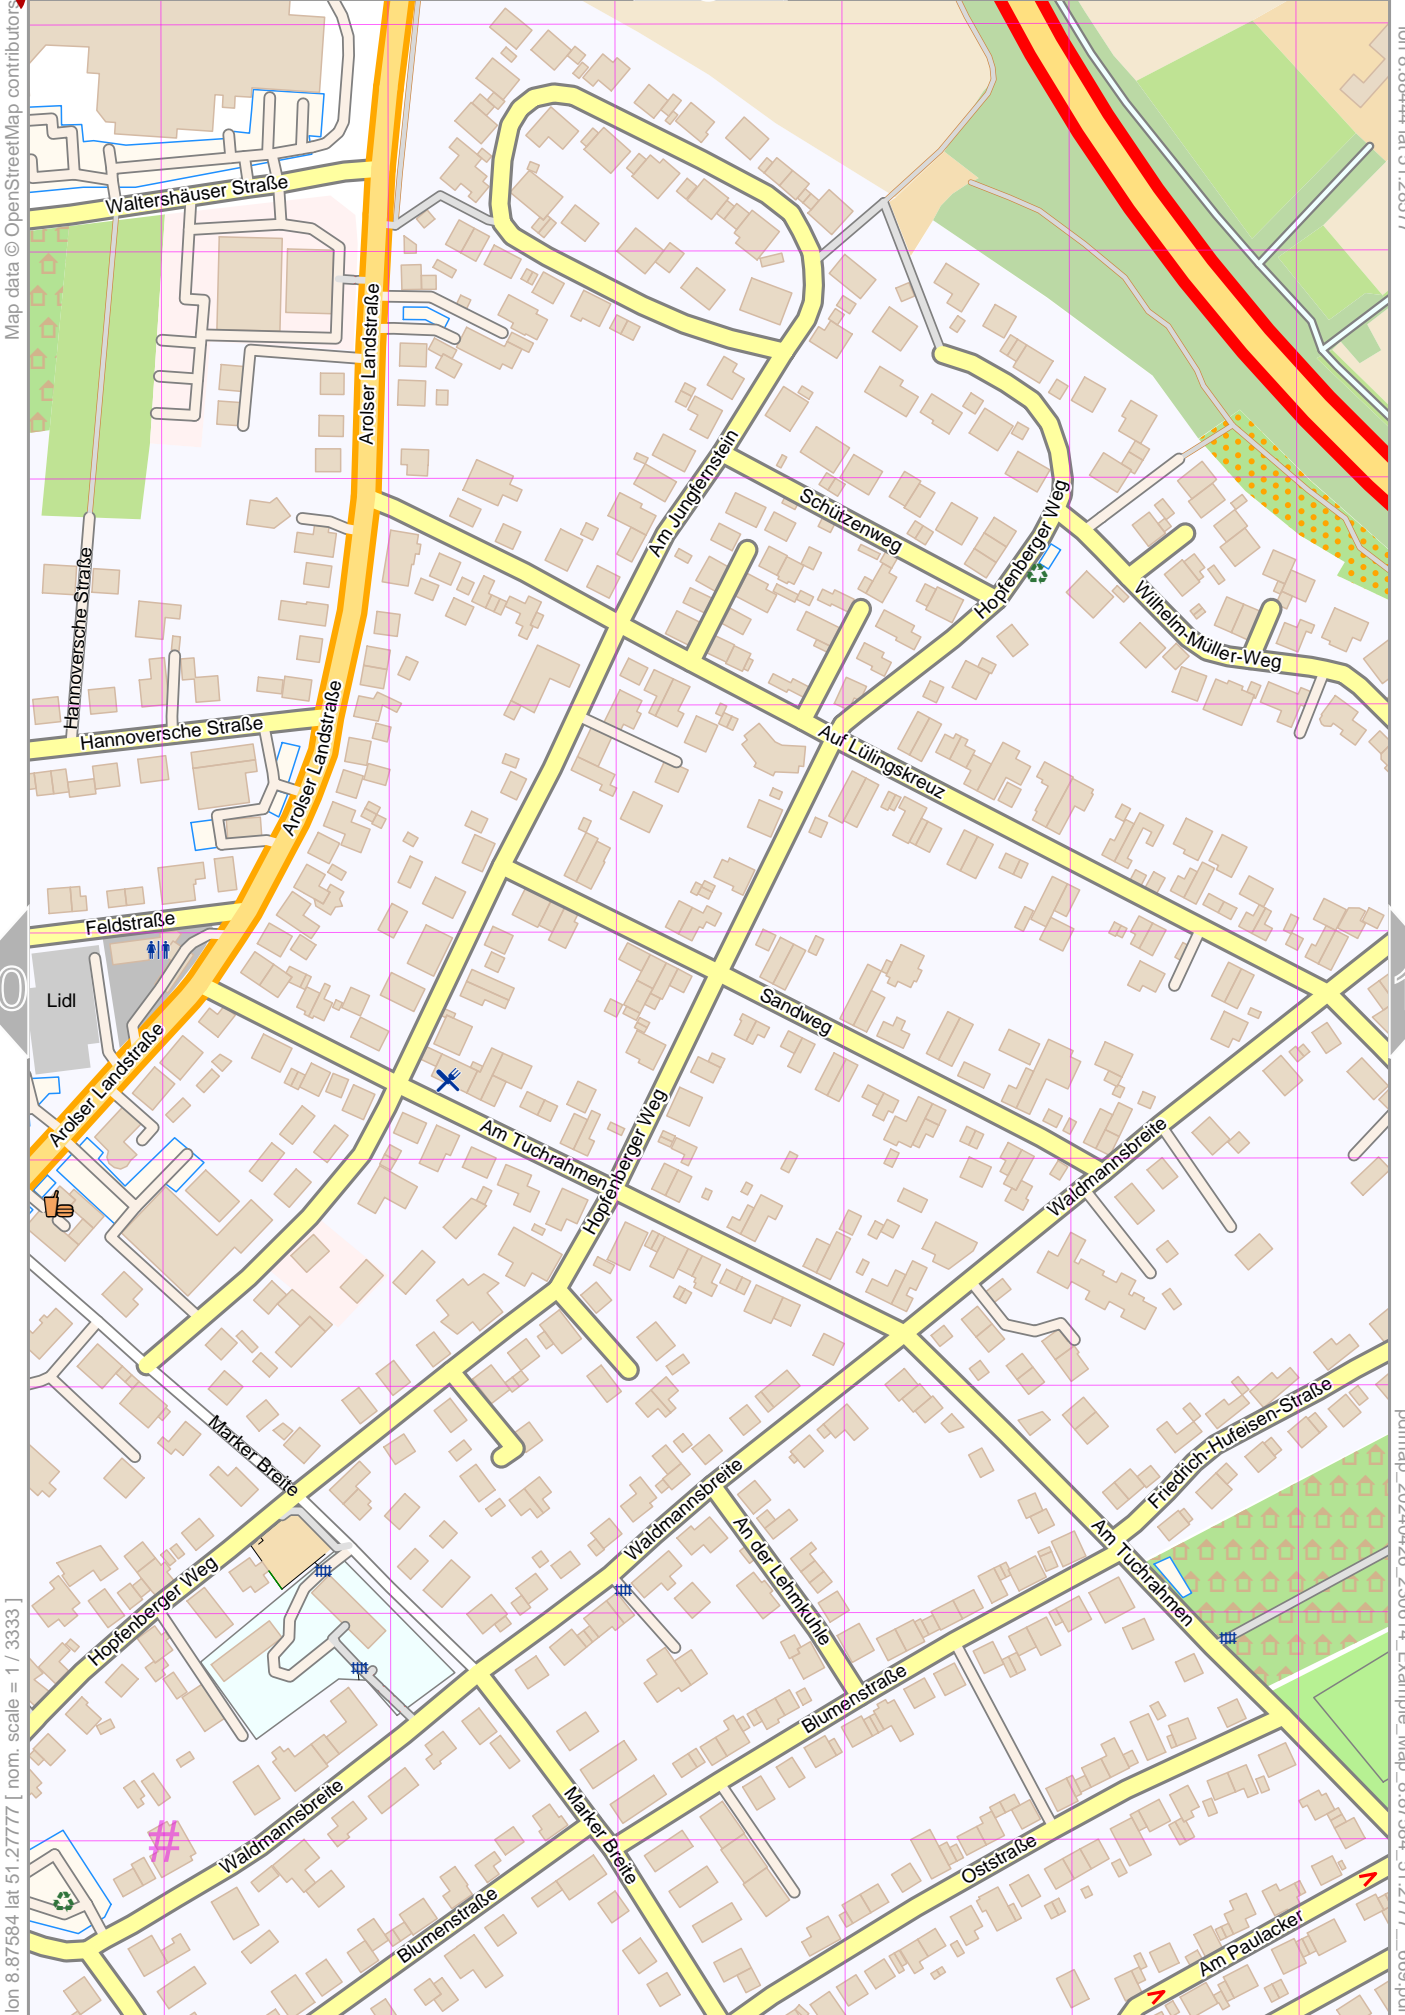 Map data © OpenStreetMap contributors
Waltershäuser Straße
Arolser Landstraße
Am Jungfernstein
Schützenweg
Hopfenberger Weg
Wilhelm-Müller-Weg
Hannoversche Straße
Hannoversche Straße
Arolser Landstraße
Auf Lülingskreuz
Feldstraße
Lidl
Sandweg
Arolser Landstraße
Am Tuchrahmen
Hopfenberger Weg
Waldmannsbreite
Marker Breite
Friedrich-Hufeisen-Straße
Waldmannsbreite
An der Lehmkuhle
Am Tuchrahmen
Hopfenberger Weg
Blumenstraße
Waldmannsbreite
Marker Breite
#
Oststraße
Blumenstraße
Am Paulacker
lon 8.87584 lat 51.27777 [ nom. scale = 1 / 3333 ]